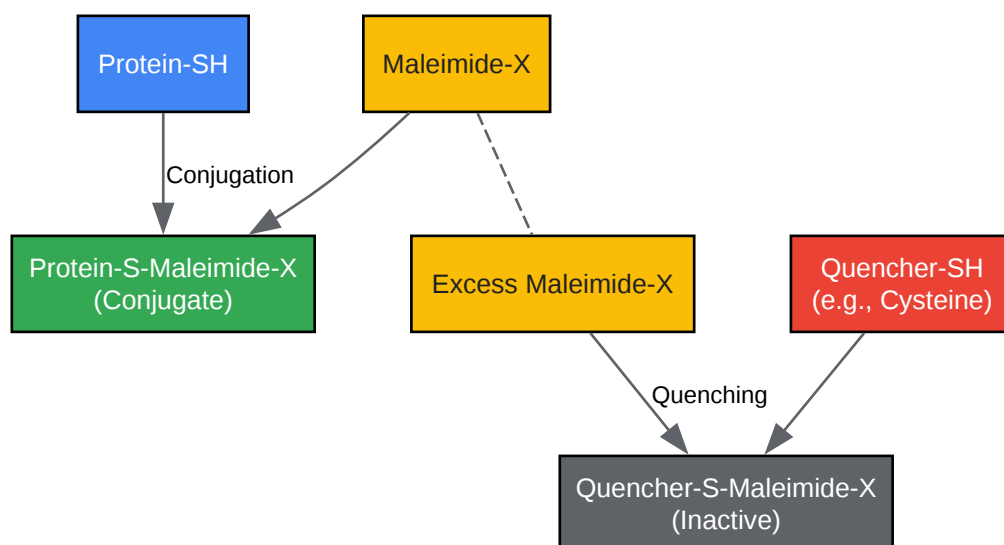 Protein-SH
Maleimide-X
Conjugation
Protein-S-Maleimide-X
(Conjugate)
Excess Maleimide-X
Quencher-SH
(e.g., Cysteine)
Quenching
Quencher-S-Maleimide-X
(Inactive)